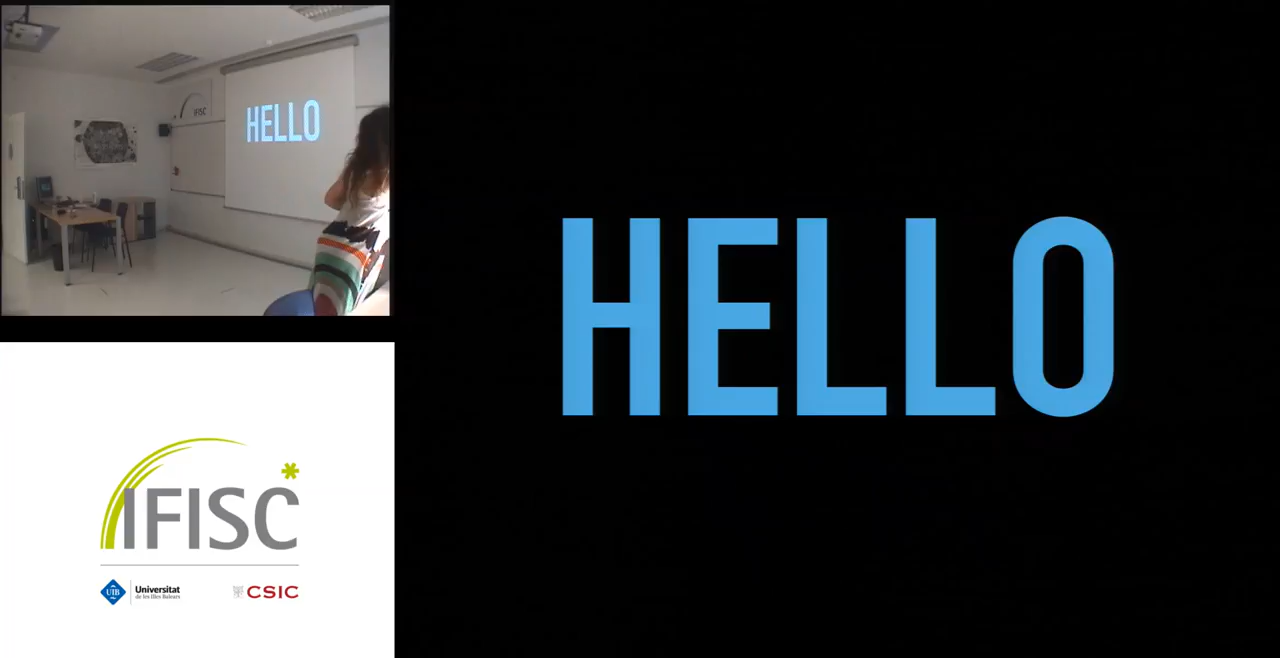 IFISC
HELLO
HELLO
IFISC
UIB
Universitat
de les Illes Balears
CSIC